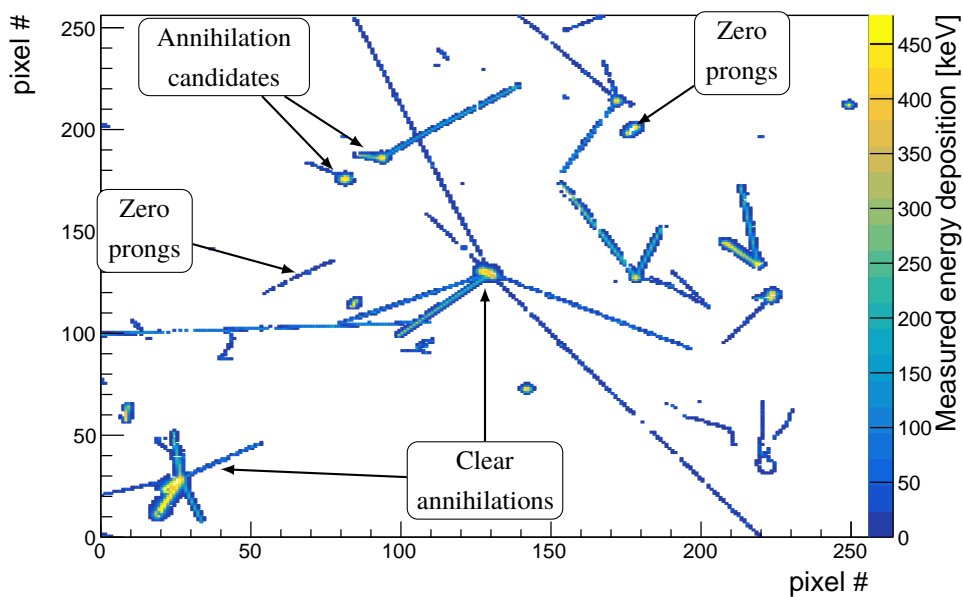 pixel #
250
200
150
100
50
0
Annihilation
candidates
Zero
prongs
Zero
prongs
Clear
annihilations
0
50
100
150
200
250
pixel #
450
400
350
300
250
200
150
100
50
0
Measured energy deposition [keV]